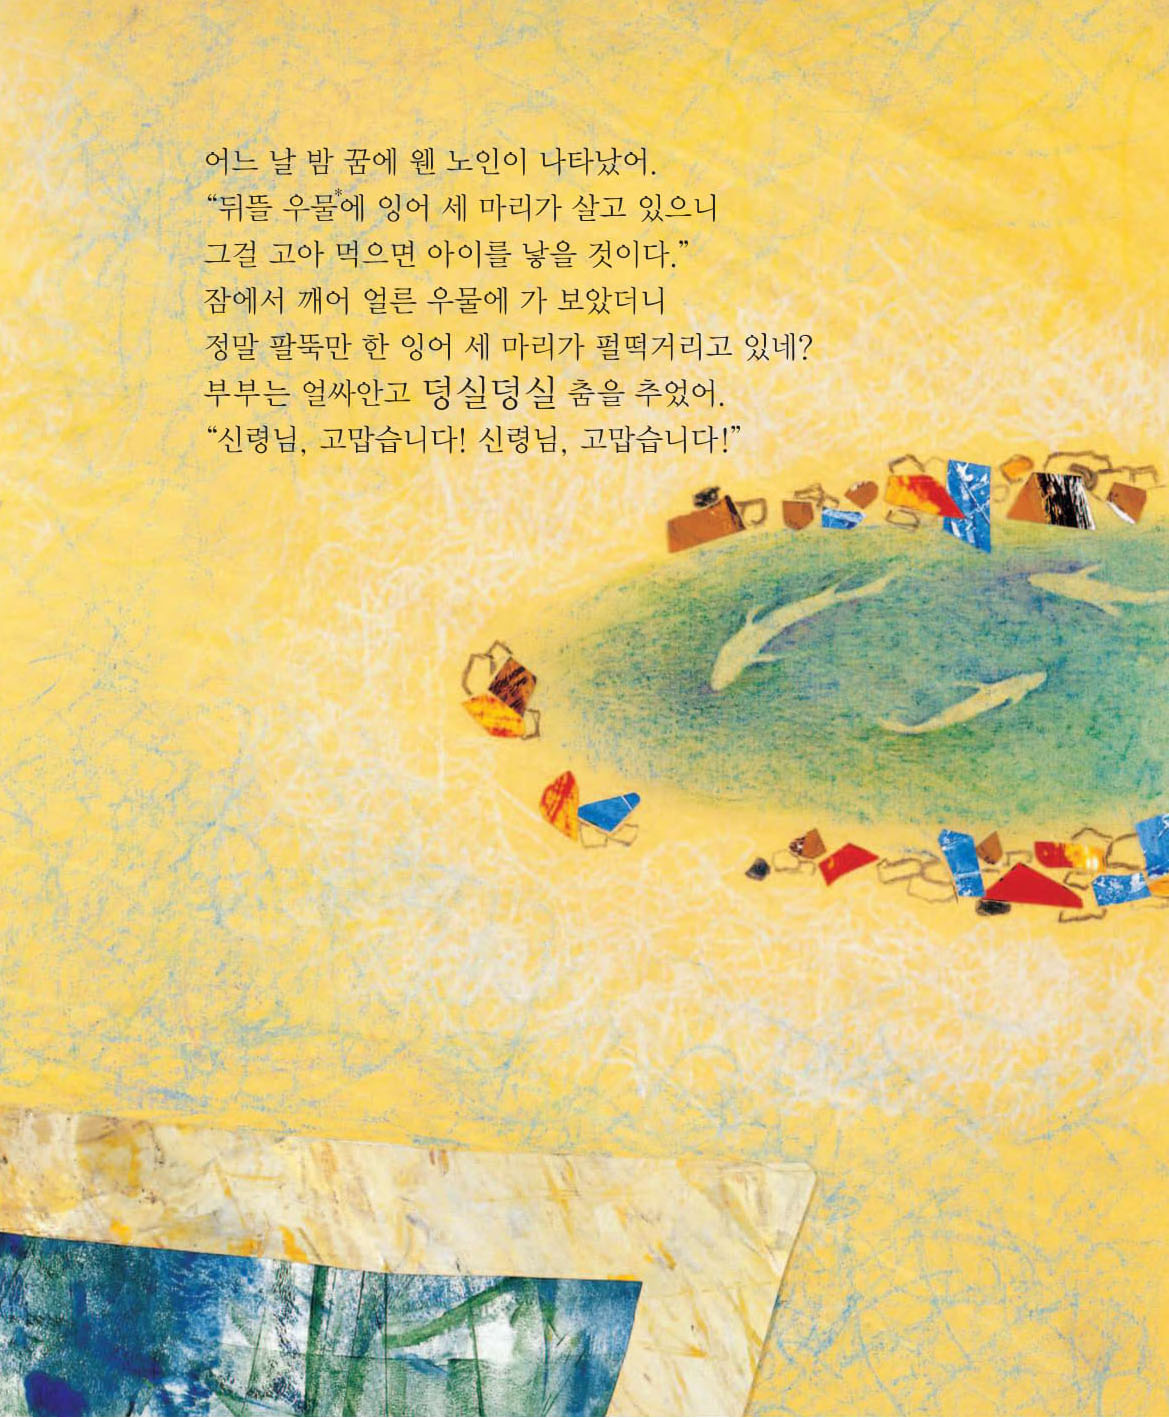 어느 날 밤 꿈에 웬 노인이 나타났어.
“뒤뜰 우물*에 잉어 세 마리가 살고 있으니
그걸 고아 먹으면 아이를 낳을 것이다.”
잠에서 깨어 얼른 우물에 가 보았더니
정말 팔뚝만 한 잉어 세 마리가 펄떡거리고 있네?
부부는 얼싸안고 덩실덩실 춤을 추었어.
“신령님, 고맙습니다! 신령님, 고맙습니다!”